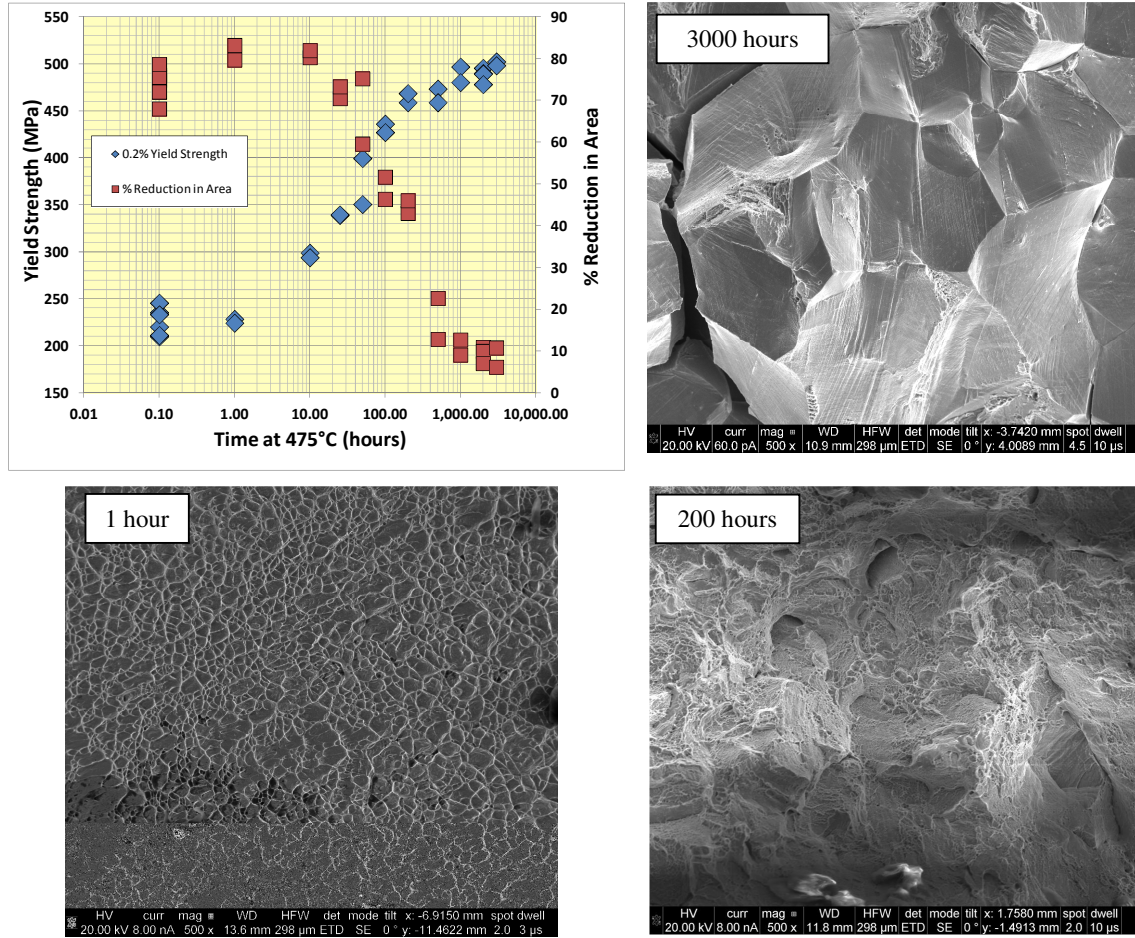 90
80
70
60
50
40
30
20
10
0
500
450
400
350
300
250
200
150
Yield Strength (MPa)
% Reduction in Area
0.2% Yield Strength
% Reduction in Area
0.01 0.10 1.00 10.00 100.00 1,000.00 10,000.00
Time at 475°C (hours)
3000 hours
HV curr mag WD HFW det mode tilt x: -3.7420 mm spot dwell
20.00 kV 60.0 pA 500 x 10.9 mm 298 µm ETD SE 0 ° y: 4.0089 mm 4.5 10 µs
1 hour
HV curr mag WD HFW det mode tilt x: -6.9150 mm spot dwell
20.00 kV 8.00 nA 500 x 13.6 mm 298 µm ETD SE 0 ° y: -11.4622 mm 2.0 3 µs
200 hours
HV curr mag WD HFW det mode tilt x: 1.7580 mm spot dwell
20.00 kV 8.00 nA 500 x 11.8 mm 298 µm ETD SE 0 ° y: -1.4913 mm 2.0 10 µs